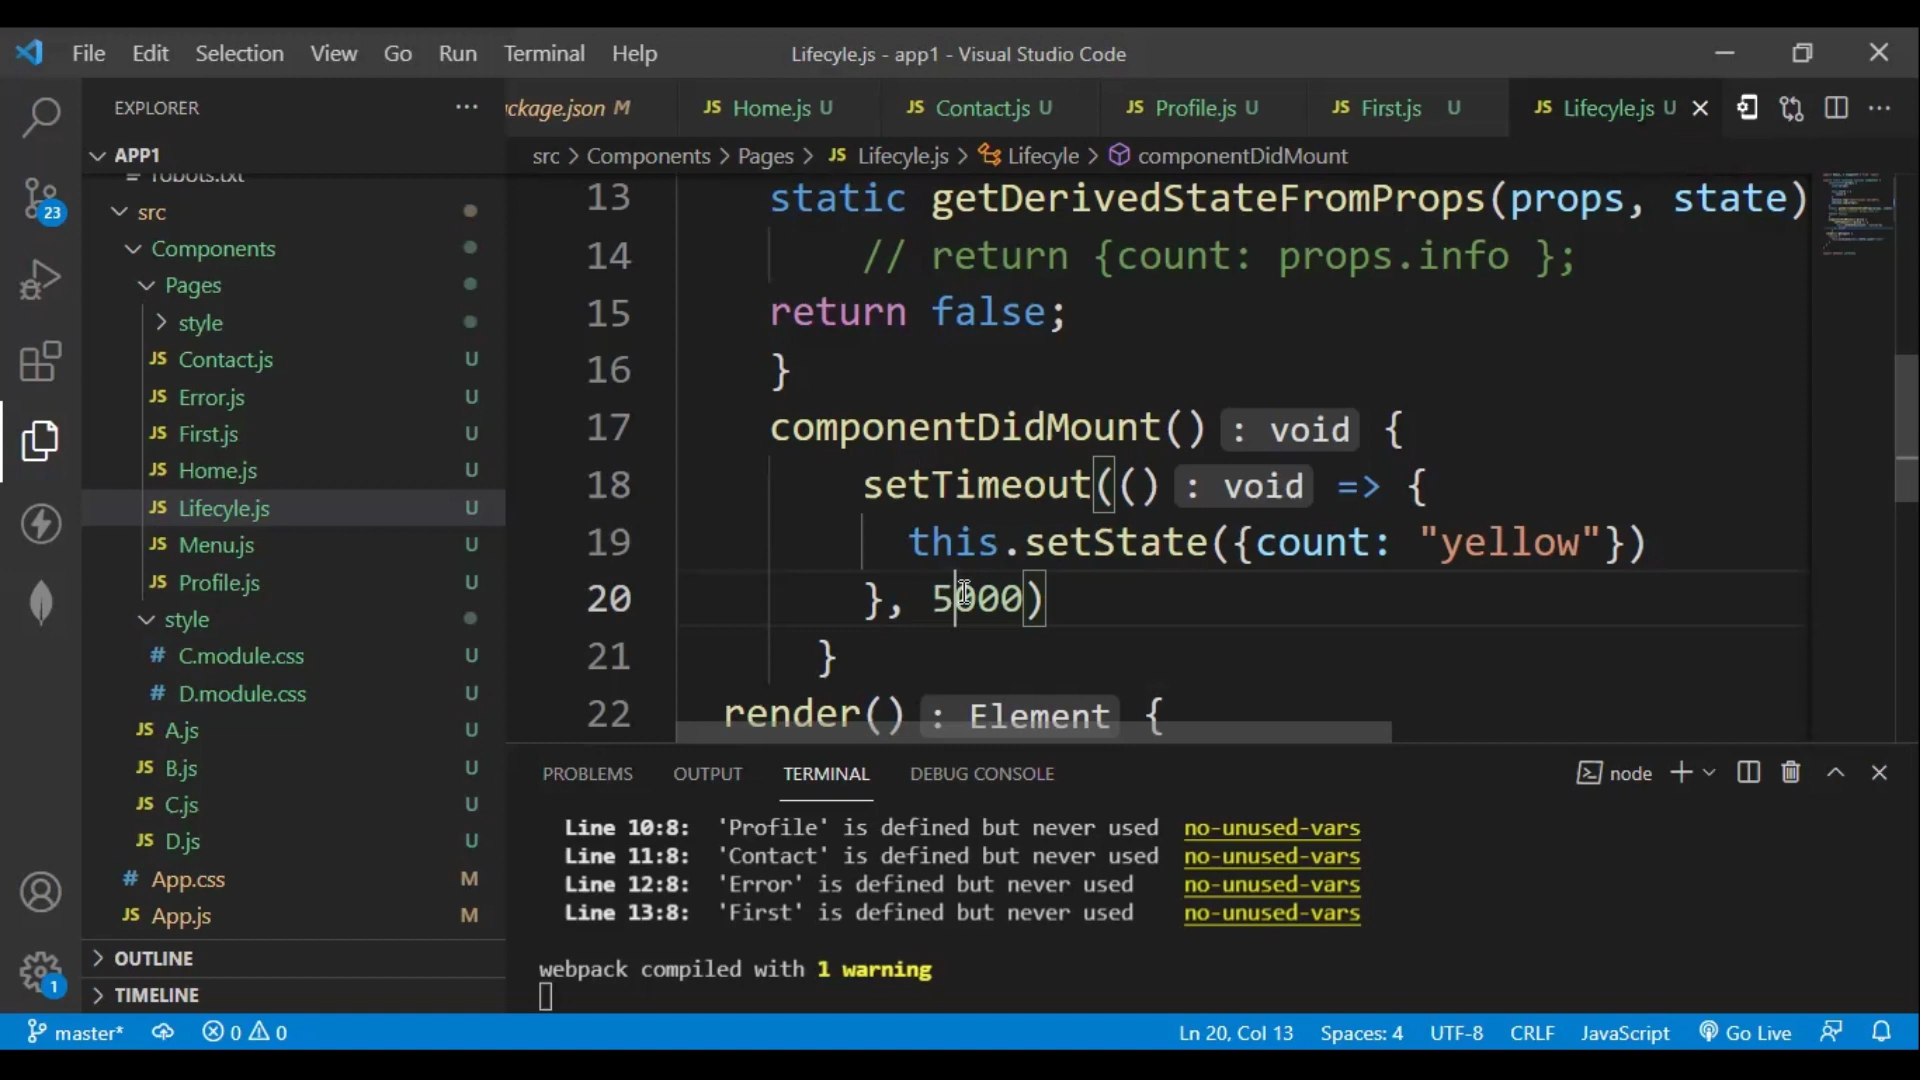 File Edit Selection View Go Run Terminal Help Lifecyle.js - app1 - Visual Studio Code
EXPLORER
ckage.json M JS Home.js U JS Contact.js U JS Profile.js U JS First.js U JS Lifecyle.js U
APP1
src > Components > Pages > JS Lifecyle.js > Lifecyle > componentDidMount
robots.txt
src
Components
Pages
style
JS Contact.js U
JS Error.js U
JS First.js U
JS Home.js U
JS Lifecyle.js U
JS Menu.js U
JS Profile.js U
style
# C.module.css U
# D.module.css U
JS A.js U
JS B.js U
JS C.js U
JS D.js U
# App.css M
JS App.js M
OUTLINE
TIMELINE
23
1
13 static getDerivedStateFromProps(props, state)
14 // return {count: props.info };
15 return false;
16 }
17 componentDidMount() : void {
18 setTimeout(() : void => {
19 this.setState({count: "yellow"})
20 }, 5000)
21 }
22 render() : Element {
PROBLEMS OUTPUT TERMINAL DEBUG CONSOLE node
Line 10:8: 'Profile' is defined but never used no-unused-vars
Line 11:8: 'Contact' is defined but never used no-unused-vars
Line 12:8: 'Error' is defined but never used no-unused-vars
Line 13:8: 'First' is defined but never used no-unused-vars
webpack compiled with 1 warning
master* 0 0 Ln 20, Col 13 Spaces: 4 UTF-8 CRLF JavaScript Go Live